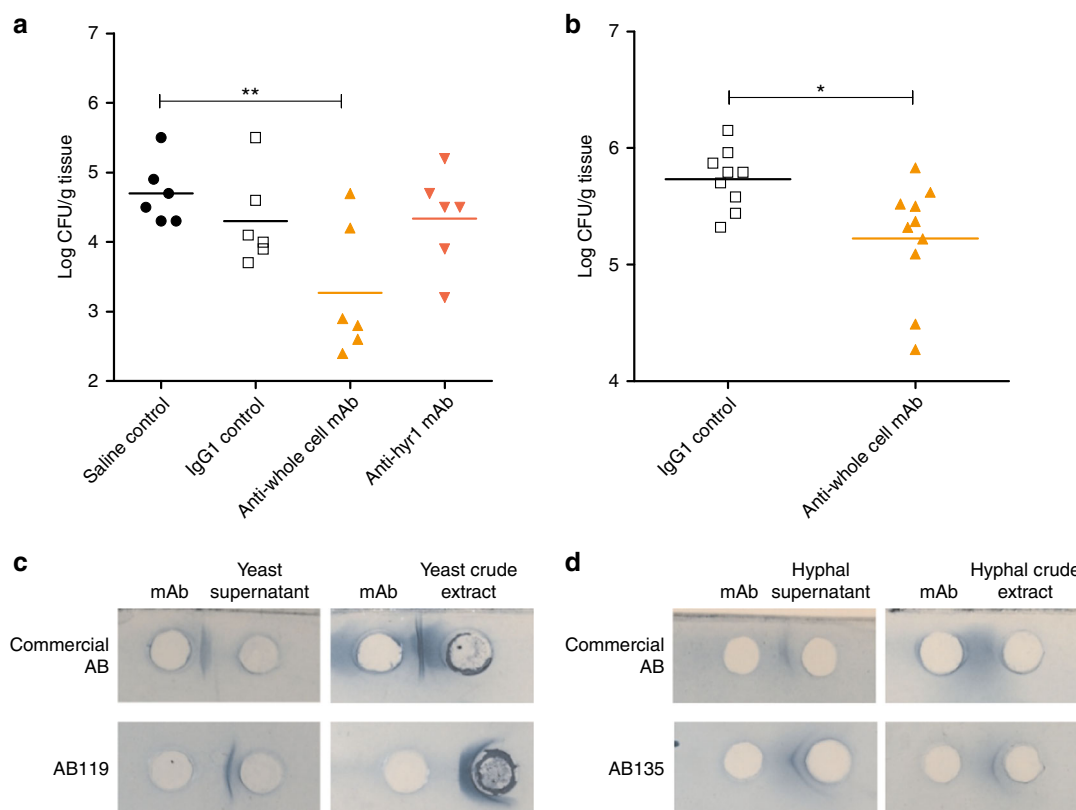 a
7
6
5
4
3
2
Log CFU/g tissue
**
Saline control
IgG1 control
Anti-whole cell mAb
Anti-hyr1 mAb
b
7
6
5
4
Log CFU/g tissue
*
IgG1 control
Anti-whole cell mAb
c
mAb
Yeast
supernatant
mAb
Yeast crude
extract
Commercial
AB
AB119
d
mAb
Hyphal
supernatant
mAb
Hyphal crude
extract
Commercial
AB
AB135